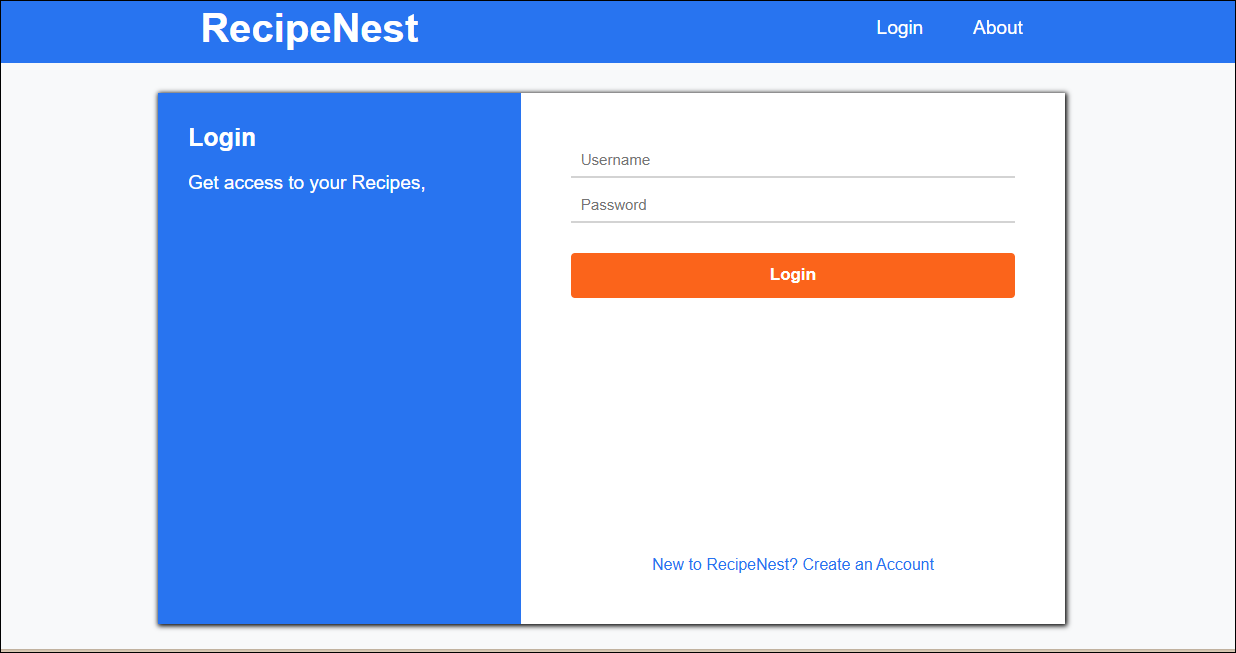 RecipeNest
Login
About
Login
Get access to your Recipes,
Username
Password
Login
New to RecipeNest? Create an Account